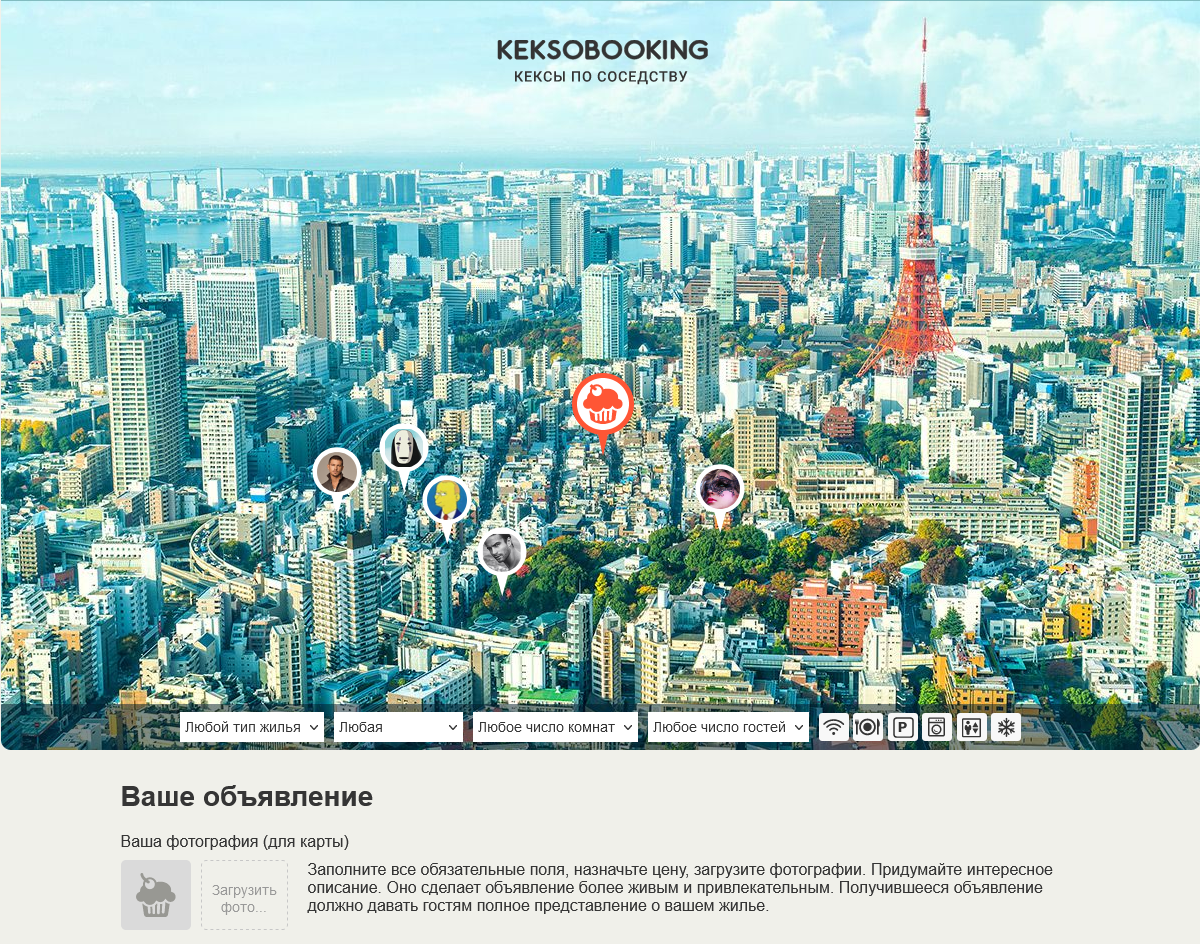 KEKSOBOOKING
КЕКСЫ ПО СОСЕДСТВУ
Любой тип жилья Любая Любое число комнат Любое число гостей P
Ваше объявление
Ваша фотография (для карты)
Загрузить
фото...
Заполните все обязательные поля, назначьте цену, загрузите фотографии. Придумайте интересное
описание. Оно сделает объявление более живым и привлекательным. Получившееся объявление
должно давать гостям полное представление о вашем жилье.